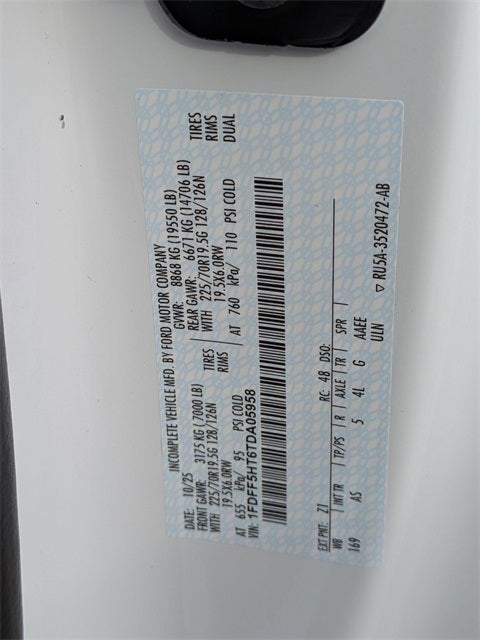 INCOMPLETE VEHICLE MFD. BY FORD MOTOR COMPANY
DATE: 10/25 GVWR: 8868 KG (19550 LB)
FRONT GAWR: 3175 KG (7000 LB) REAR GAWR: 6671 KG (14706 LB)
WITH 225/70R19.5G 128/126N TIRES WITH 225/70R19.5G 128/126N TIRES
19.5X6.0RW RIMS 19.5X6.0RW RIMS
AT 655 kPa/ 95 PSI COLD AT 760 kPa/ 110 PSI COLD DUAL
VIN: 1FDFF5HT6TDA05958
EXT PNT: Z1 RC: 48 DSO:
WB INT TR TP/PS R AXLE TR SPR
169 AS 5 4L G AAEE
ULN
▽ RU5A-3520472-AB